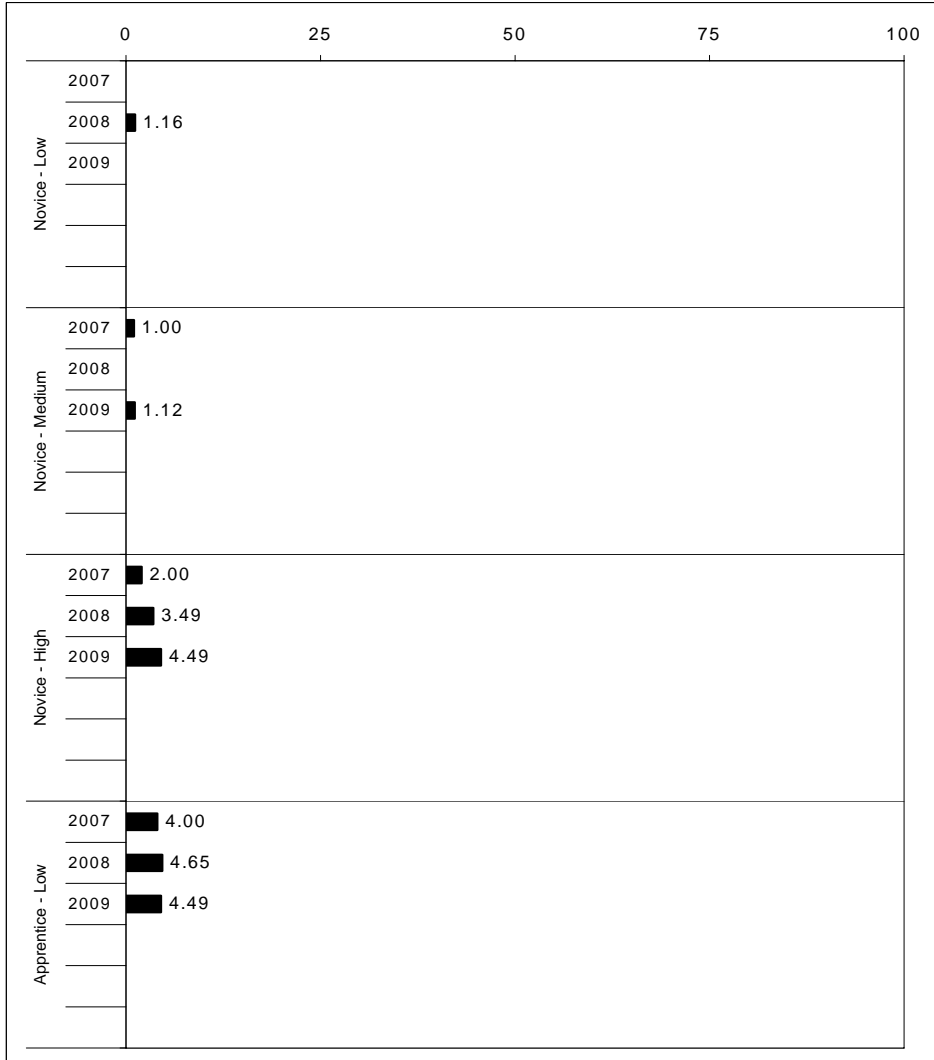 0 25 50 75 100
Novice - Low
2007
2008 1.16
2009
Novice - Medium
2007 1.00
2008
2009 1.12
Novice - High
2007 2.00
2008 3.49
2009 4.49
Apprentice - Low
2007 4.00
2008 4.65
2009 4.49